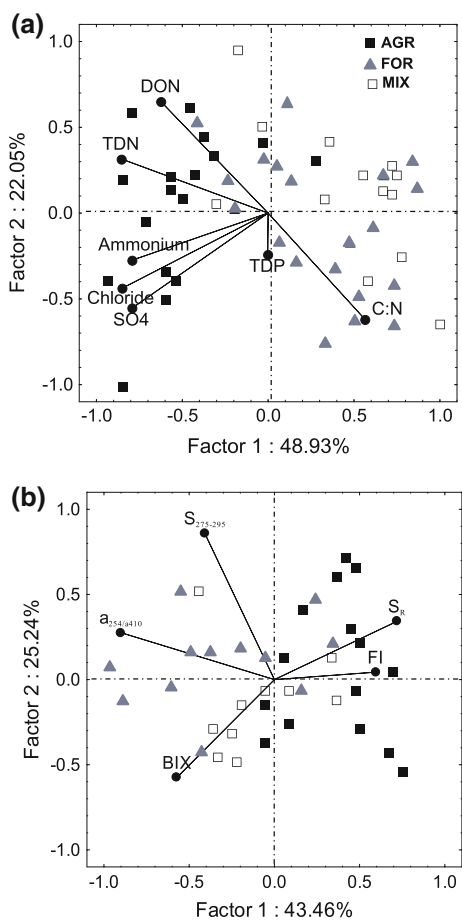 (a)
1.0
AGR
FOR
MIX
DON
0.5
TDN
Factor 2 : 22.05%
0.0
Ammonium
TDP
Chloride
-0.5
SO4
C:N
-1.0
-1.0 -0.5 0.0 0.5 1.0
Factor 1 : 48.93%
(b)
1.0
S275-295
0.5
a254/a410
SR
FI
Factor 2 : 25.24%
0.0
BIX
-0.5
-1.0
-1.0 -0.5 0.0 0.5 1.0
Factor 1 : 43.46%